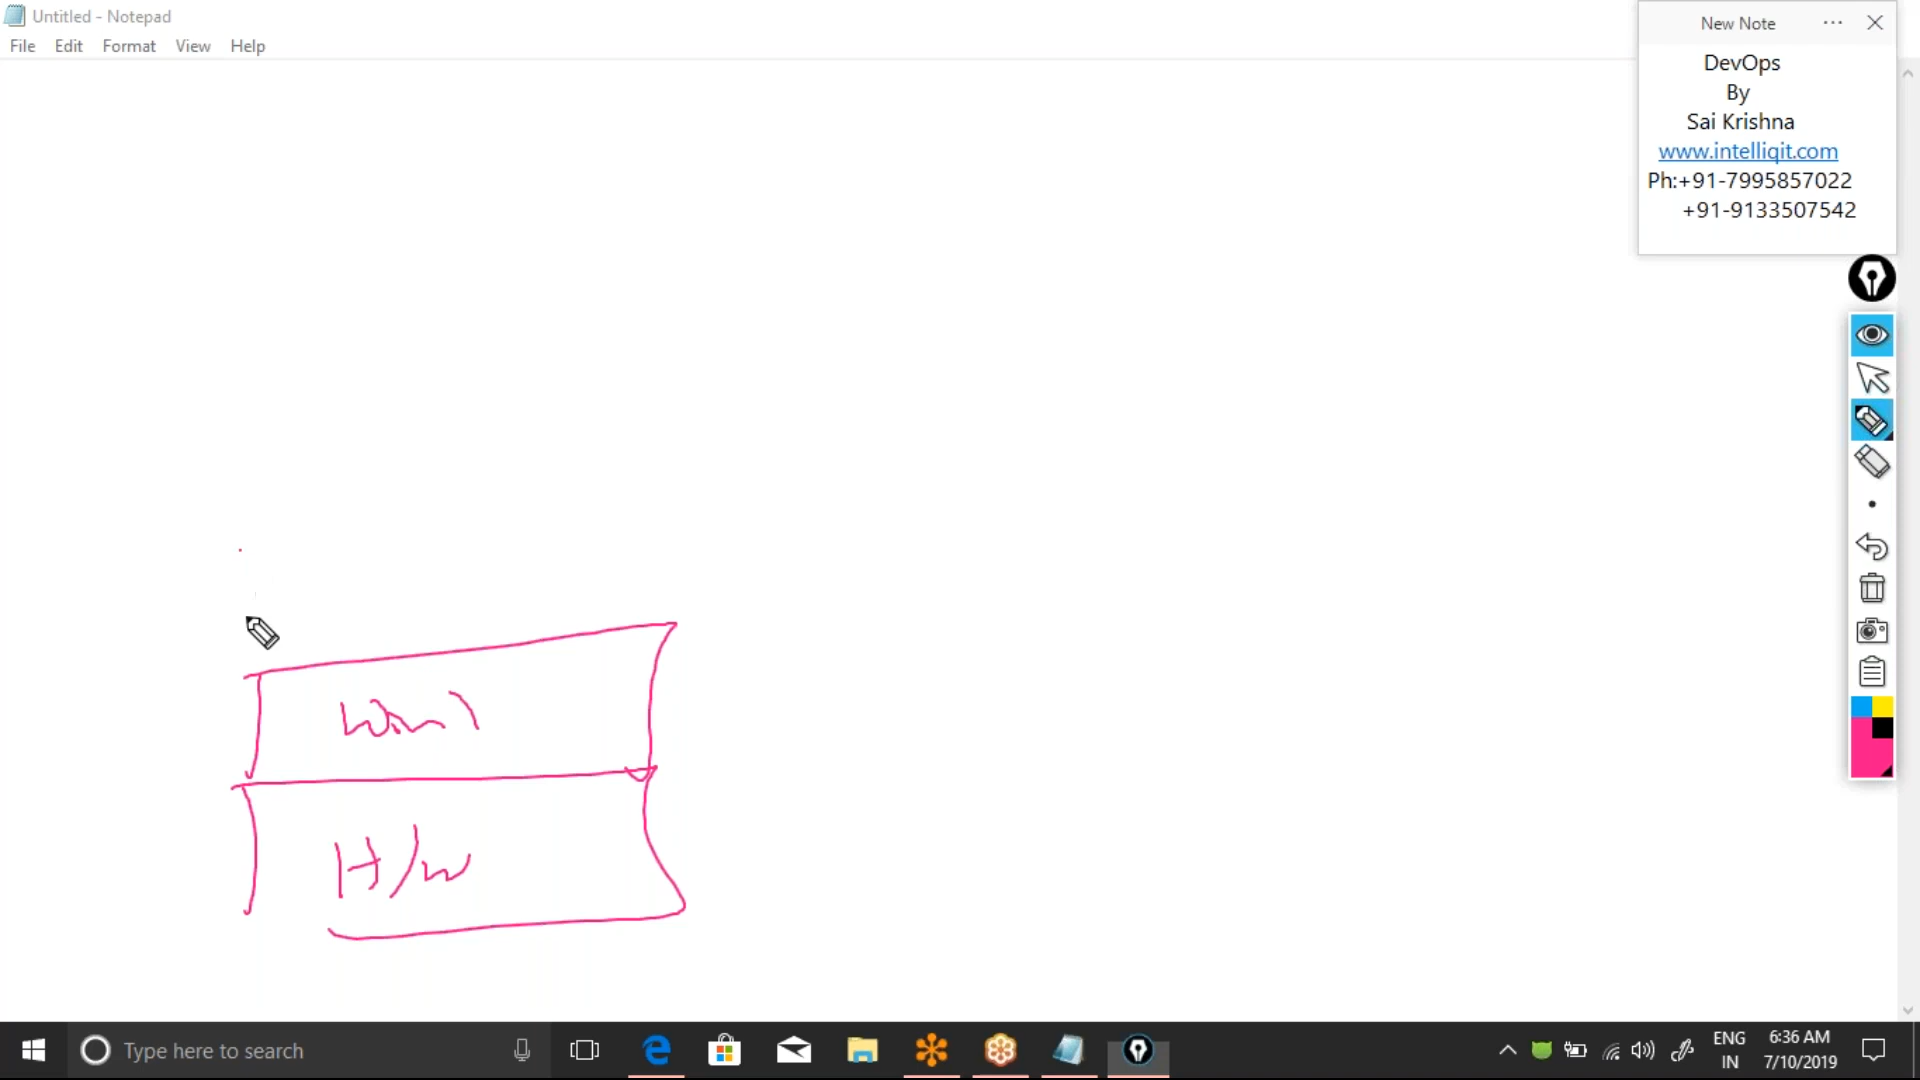 Untitled - Notepad
File Edit Format View Help
New Note
DevOps
By
Sai Krishna
www.intelliqit.com
Ph:+91-7995857022
+91-9133507542
H/w
Type here to search
ENG
IN
6:36 AM
7/10/2019